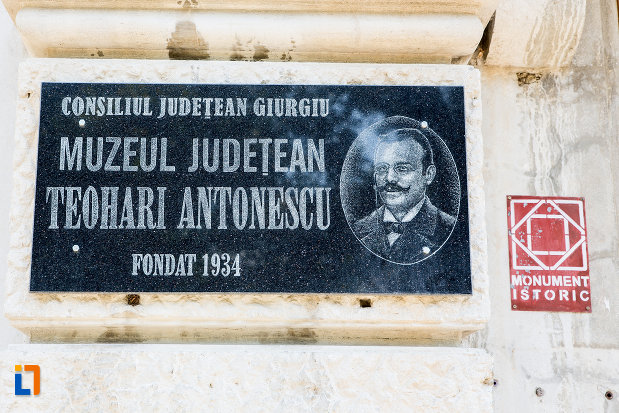 CONSILIUL JUDEȚEAN GIURGIU
MUZEUL JUDEȚEAN
TEOHARI ANTONESCU
FONDAT 1934
MONUMENT
ISTORIC